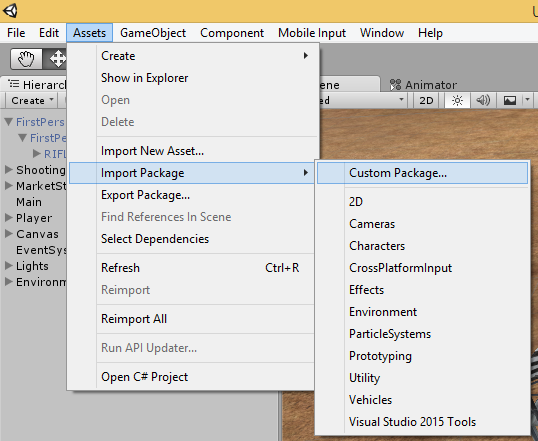 U
File Edit Assets GameObject Component Mobile Input Window Help
Hierarch
ene
Animator
Create
ed
2D
FirstPers
FirstPe
RIFL
Shooting
MarketSt
Main
Player
Canvas
EventSys
Lights
Environm
Create
Show in Explorer
Open
Delete
Import New Asset...
Import Package
Export Package...
Find References In Scene
Select Dependencies
Refresh Ctrl+R
Reimport
Reimport All
Run API Updater...
Open C# Project
Custom Package...
2D
Cameras
Characters
CrossPlatformInput
Effects
Environment
ParticleSystems
Prototyping
Utility
Vehicles
Visual Studio 2015 Tools